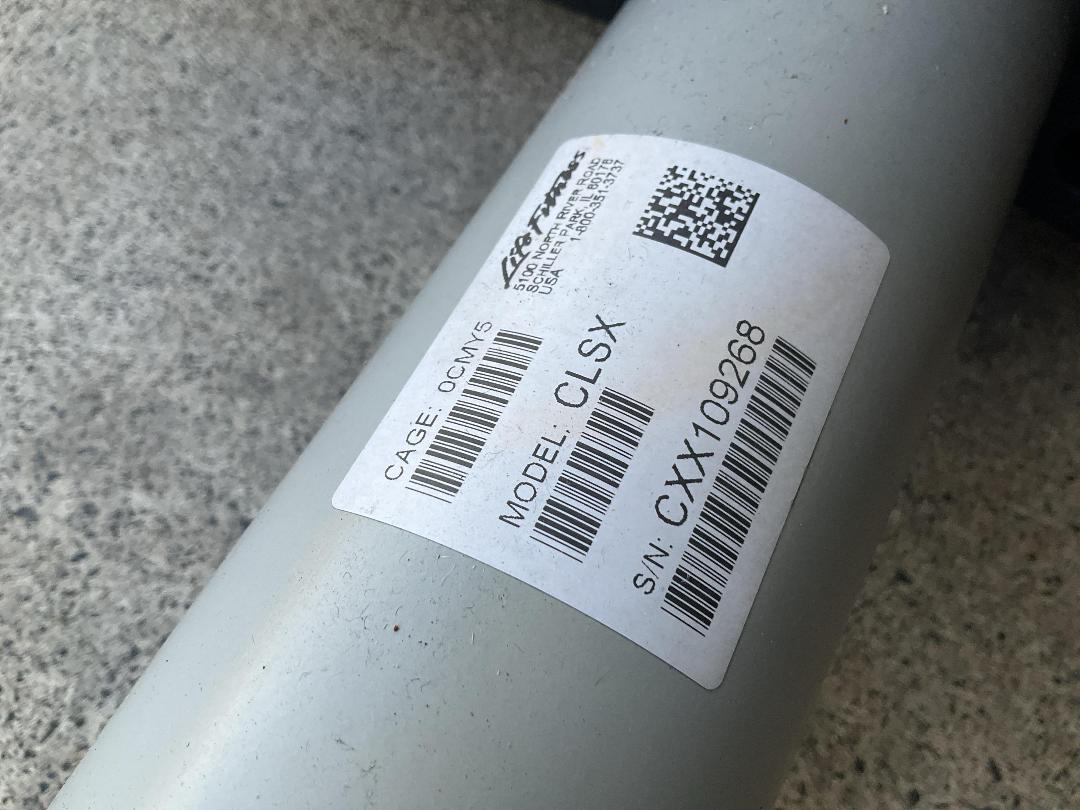 Life Fitness
5100 NORTH RIVER ROAD
SCHILLER PARK, IL 60176
USA 1-800-351-3737
CAGE: 0CMY5
MODEL: CLSX
S/N: CXX109268